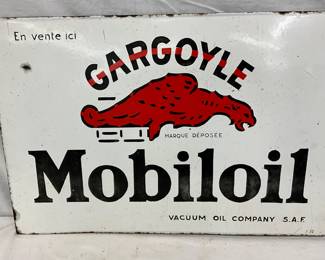 En vente ici
GARGOYLE
MARQUE DÉPOSÉE
Mobiloil
VACUUM OIL COMPANY S.A.F.